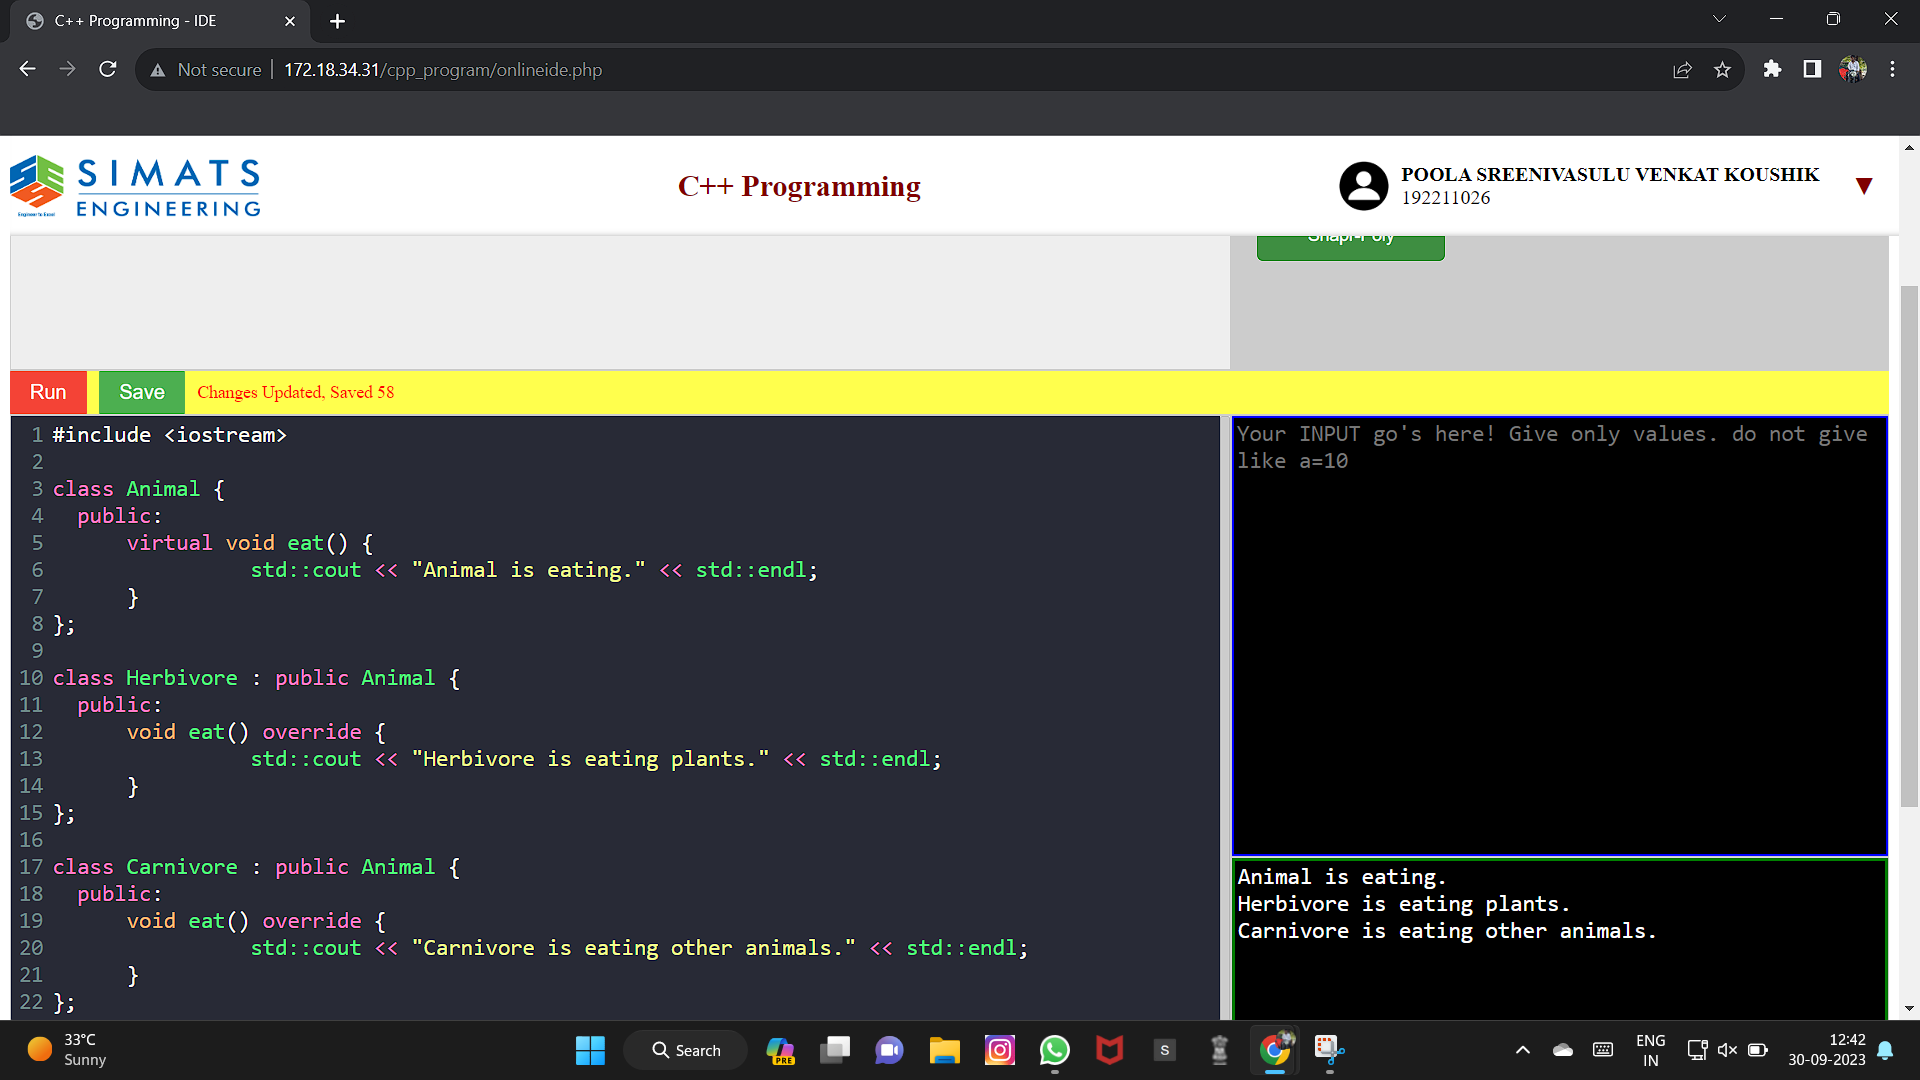 C++ Programming - IDE
Not secure
172.18.34.31/cpp_program/onlineide.php
SIMATS
ENGINEERING
Engineer to Excel
C++ Programming
POOLA SREENIVASULU VENKAT KOUSHIK
192211026
Run
Save
Changes Updated, Saved 58
1 #include <iostream>
2
3 class Animal {
4 public:
5 virtual void eat() {
6 std::cout << "Animal is eating." << std::endl;
7 }
8 };
9
10 class Herbivore : public Animal {
11 public:
12 void eat() override {
13 std::cout << "Herbivore is eating plants." << std::endl;
14 }
15 };
16
17 class Carnivore : public Animal {
18 public:
19 void eat() override {
20 std::cout << "Carnivore is eating other animals." << std::endl;
21 }
22 };
Your INPUT go's here! Give only values. do not give
like a=10
Animal is eating.
Herbivore is eating plants.
Carnivore is eating other animals.
33°C
Sunny
Search
PRE
S
ENG
IN
12:42
30-09-2023